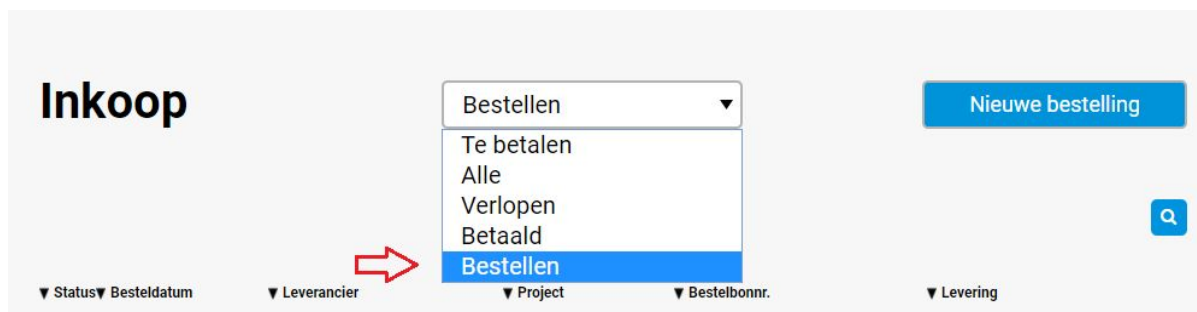 Inkoop
Bestellen ▼
Nieuwe bestelling
Te betalen
Alle
Verlopen
Betaald
Bestellen
▼ Status▼ Besteldatum ▼ Leverancier ▼ Project ▼ Bestelbonnr. ▼ Levering